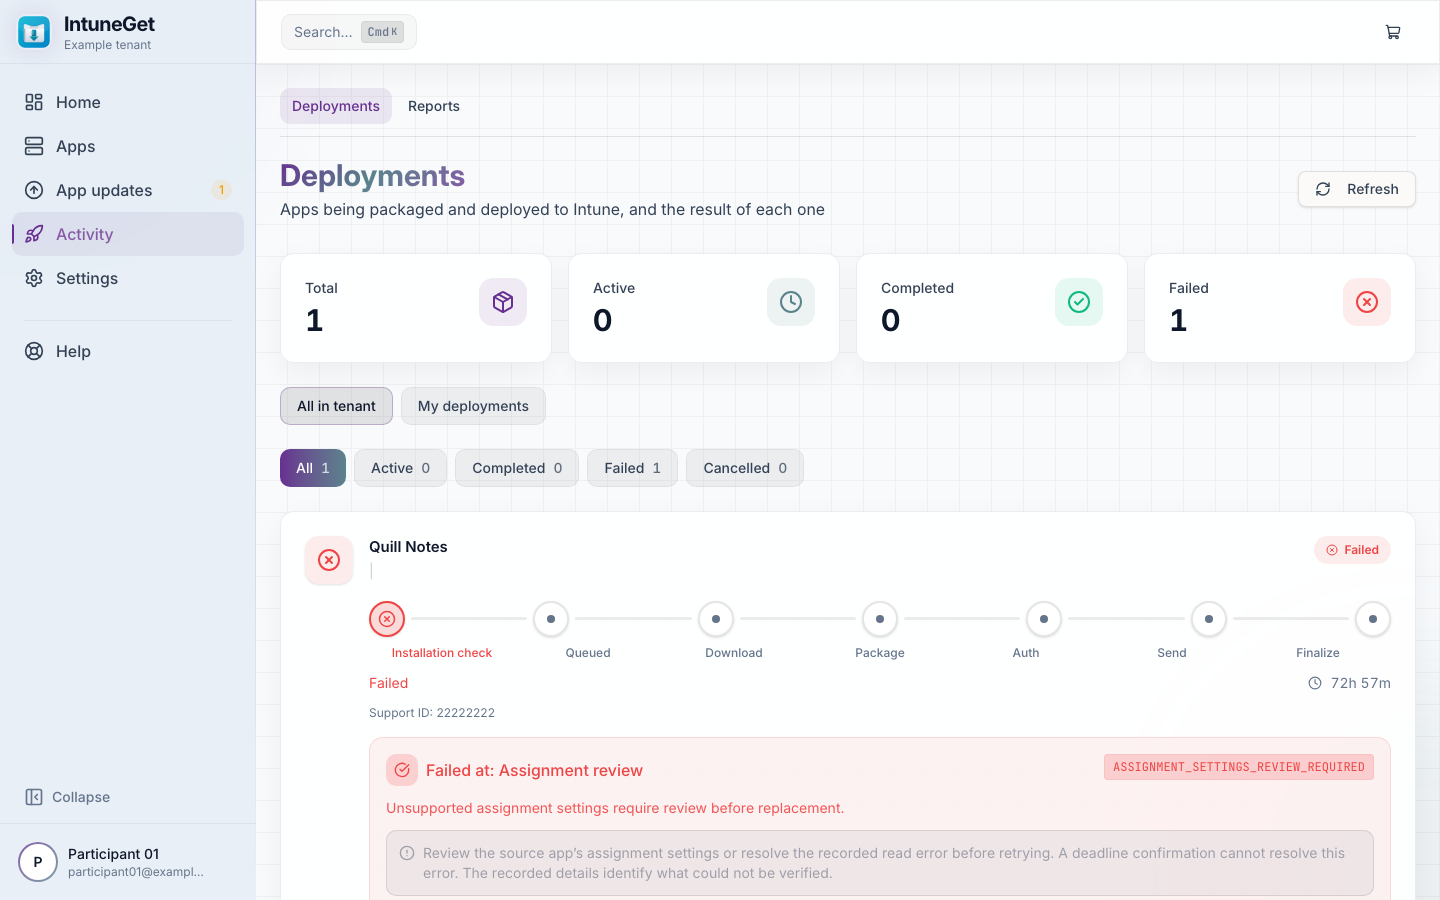 IntuneGet
Example tenant
Search... Cmd K
Home
Apps
App updates 1
Activity
Settings
Help
Collapse
P
Participant 01
participant01@exampl...
Deployments Reports
Deployments
Apps being packaged and deployed to Intune, and the result of each one
Refresh
Total
1
Active
0
Completed
0
Failed
1
All in tenant My deployments
All 1 Active 0 Completed 0 Failed 1 Cancelled 0
Quill Notes
Failed
Installation check Queued Download Package Auth Send Finalize
Failed 72h 57m
Support ID: 22222222
Failed at: Assignment review
ASSIGNMENT_SETTINGS_REVIEW_REQUIRED
Unsupported assignment settings require review before replacement.
Review the source app's assignment settings or resolve the recorded read error before retrying. A deadline confirmation cannot resolve this
error. The recorded details identify what could not be verified.